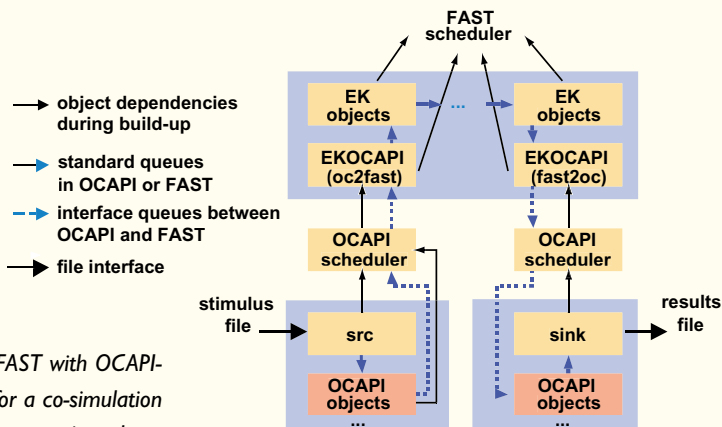 FAST
scheduler
object dependencies
during build-up
standard queues
in OCAPI or FAST
interface queues between
OCAPI and FAST
file interface
EK
objects
...
EK
objects
EKOCAPI
(oc2fast)
EKOCAPI
(fast2oc)
OCAPI
scheduler
OCAPI
scheduler
stimulus
file
src
sink
results
file
OCAPI
objects
...
OCAPI
objects
...
FAST with OCAPI-
for a co-simulation